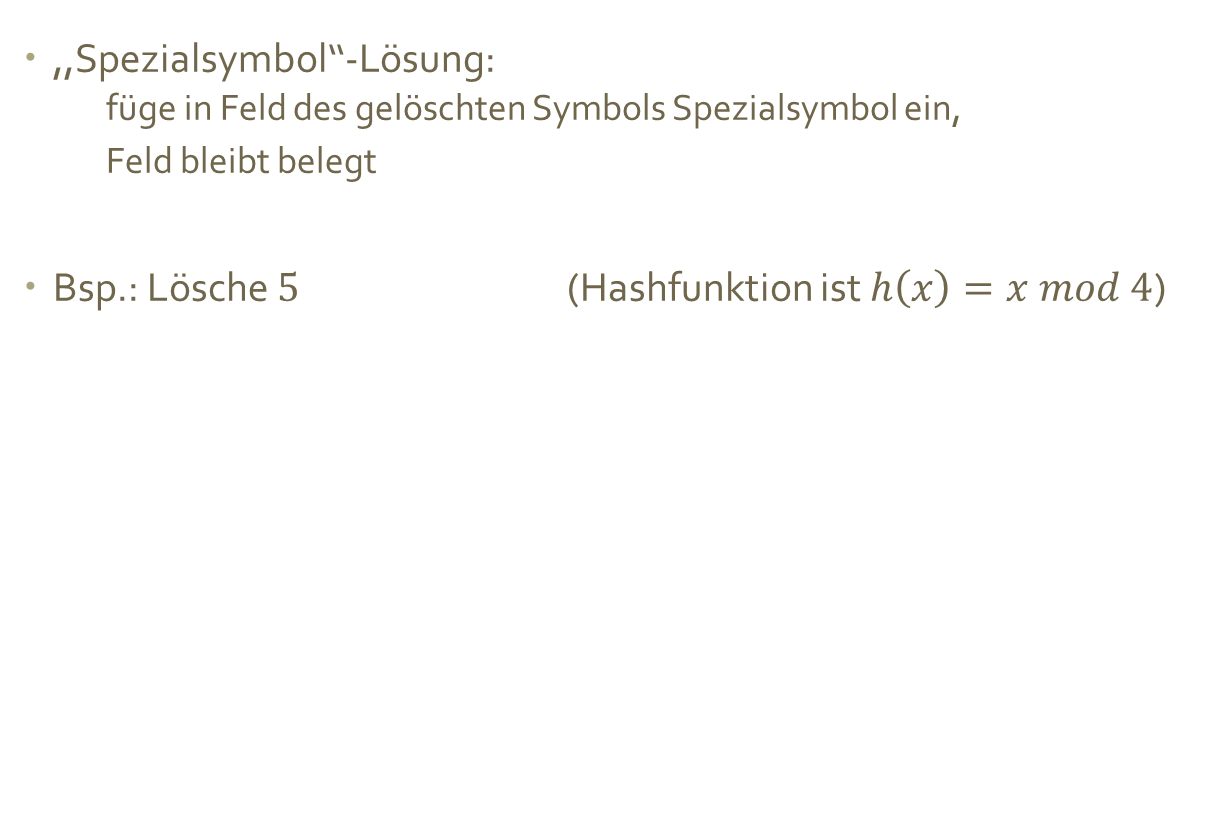 • ,,Spezialsymbol“-Lösung:
füge in Feld des gelöschten Symbols Spezialsymbol ein,
Feld bleibt belegt
• Bsp.: Lösche 5 (Hashfunktion ist h(x) = x mod 4)